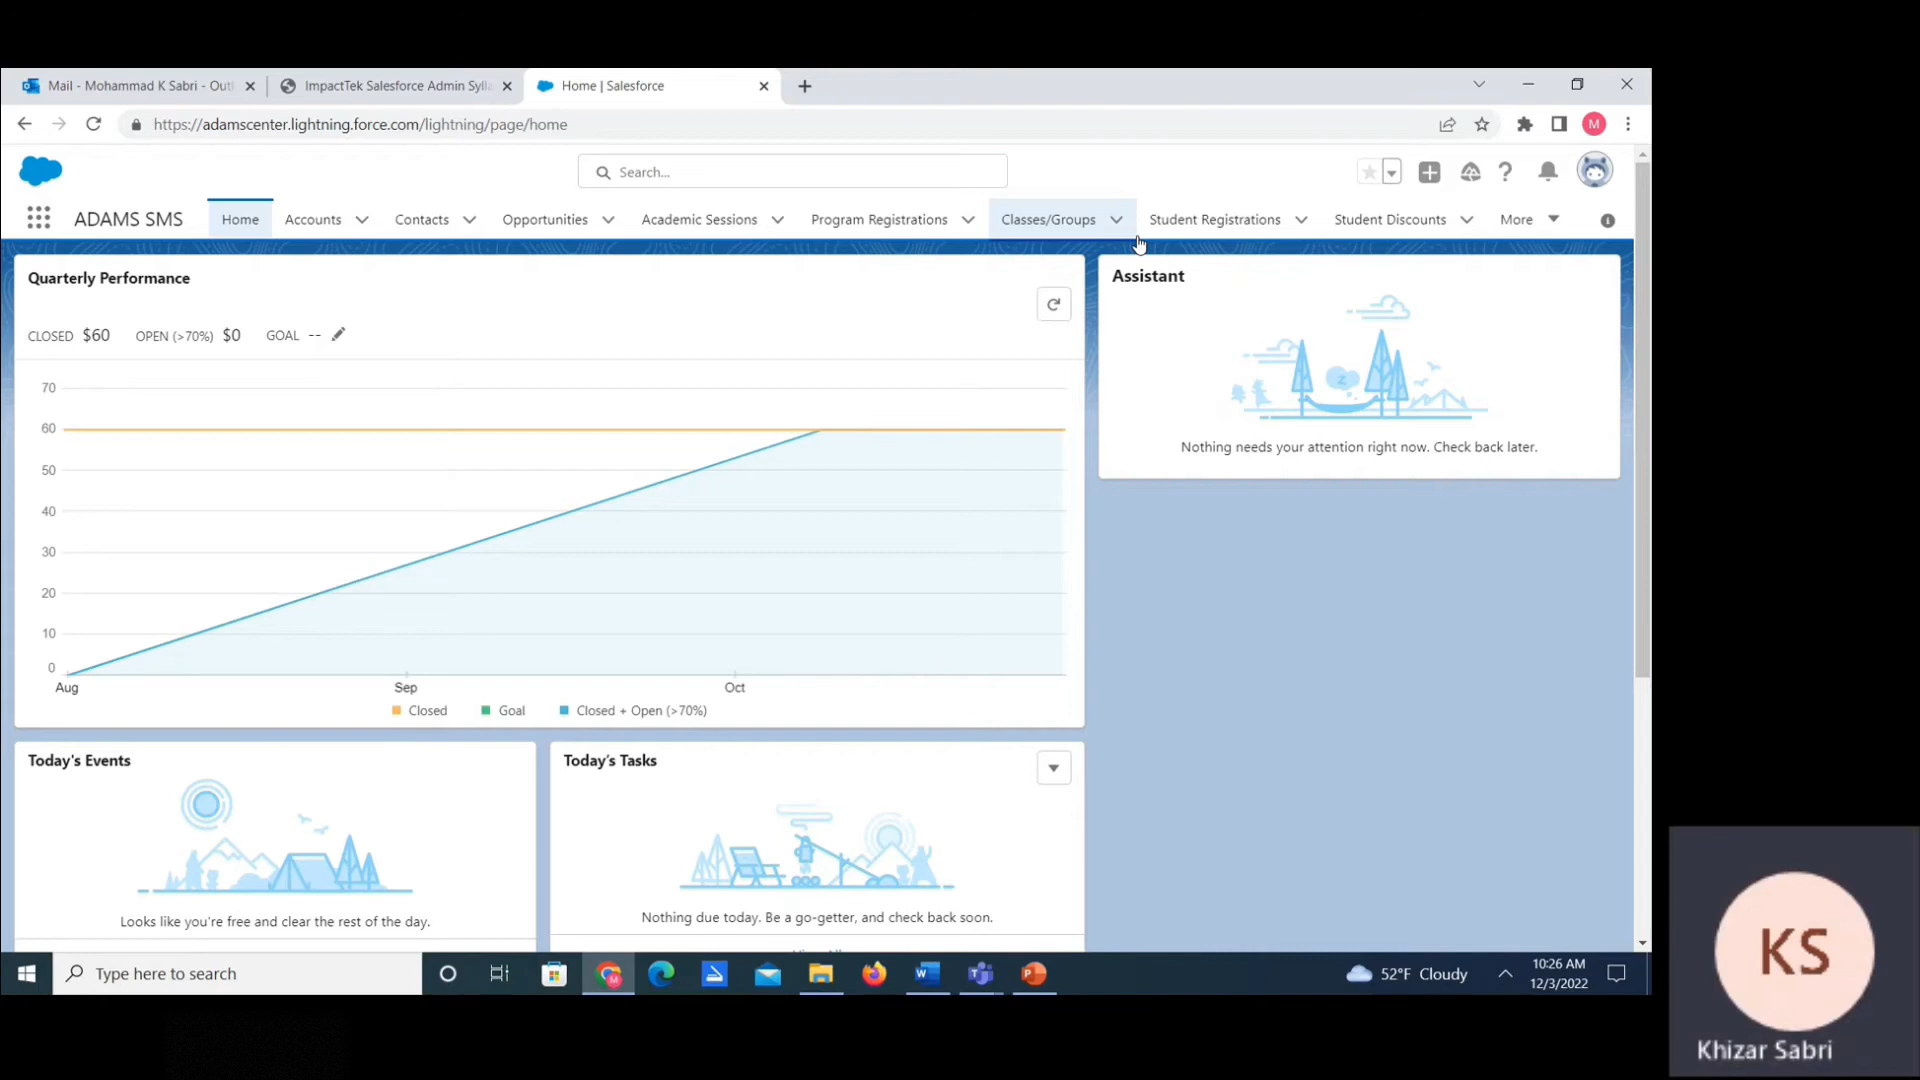 Mail - Mohammad K Sabri - Outl
ImpactTek Salesforce Admin Sylla
Home | Salesforce
https://adamscenter.lightning.force.com/lightning/page/home
M
Search...
ADAMS SMS
Home
Accounts
Contacts
Opportunities
Academic Sessions
Program Registrations
Classes/Groups
Student Registrations
Student Discounts
More
Quarterly Performance
CLOSED $60 OPEN (>70%) $0 GOAL --
70
60
50
40
30
20
10
0
Aug Sep Oct
Closed Goal Closed + Open (>70%)
Assistant
Z
Nothing needs your attention right now. Check back later.
Today's Events
Looks like you're free and clear the rest of the day.
Today's Tasks
Nothing due today. Be a go-getter, and check back soon.
Type here to search
52°F Cloudy
10:26 AM
12/3/2022
KS
Khizar Sabri